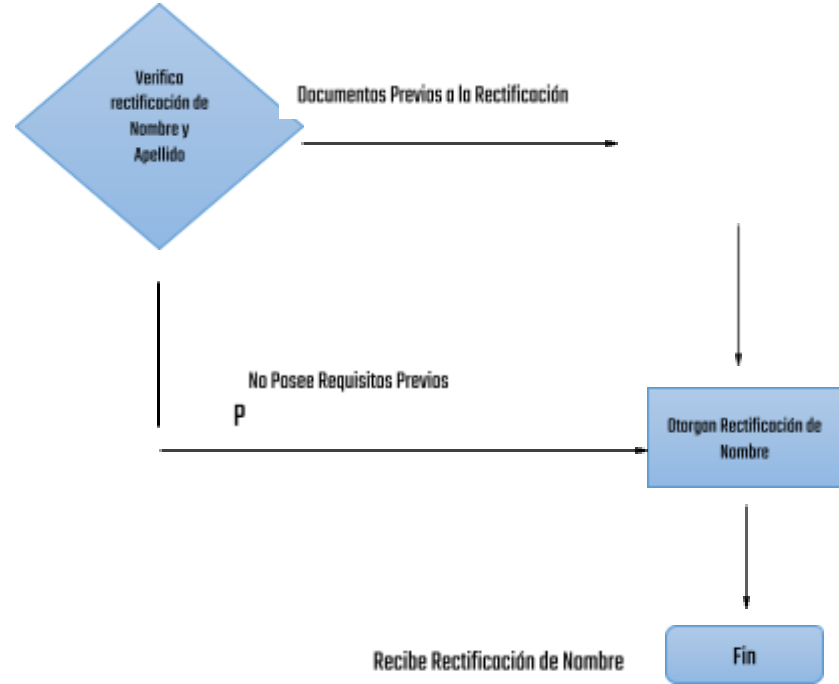 Verifica
rectificación de
Nombre y
Apellido
Documentos Previos a la Rectificación
No Posee Requisitos Previos
P
Otorgan Rectificación de
Nombre
Recibe Rectificación de Nombre
Fin